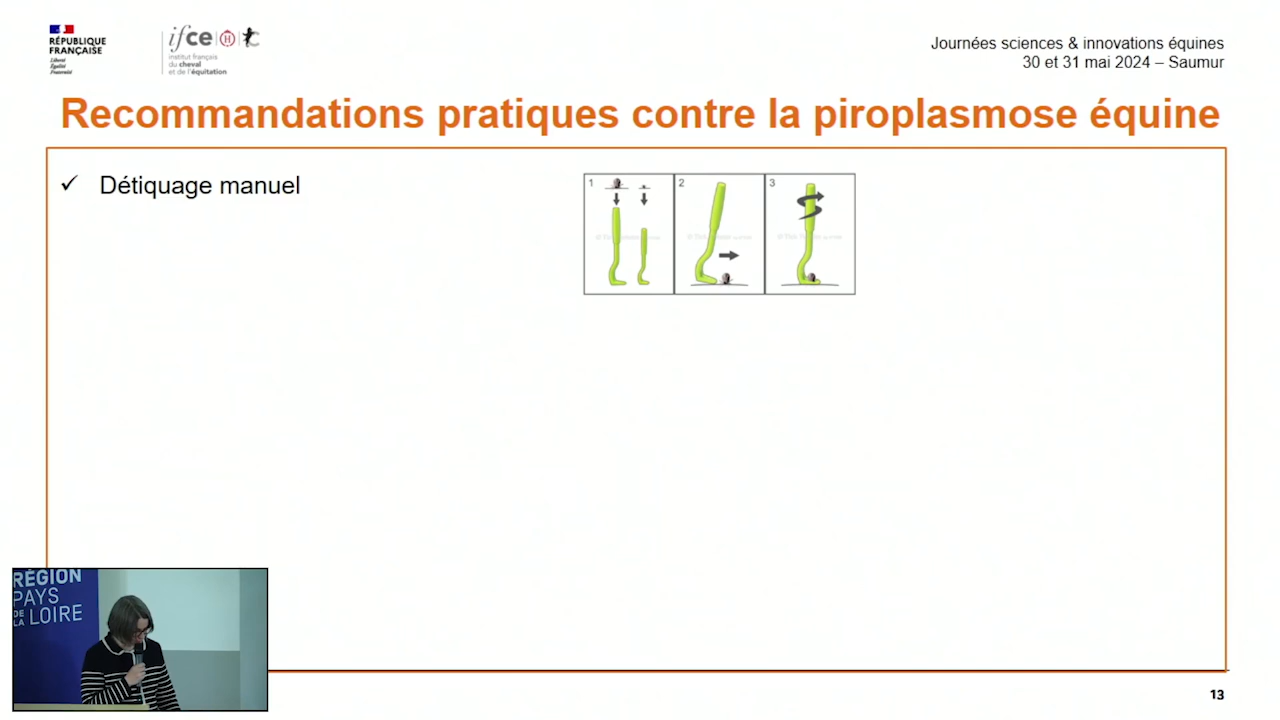 RÉPUBLIQUE
FRANÇAISE
Liberté
Égalité
Fraternité
ifce
institut français
du cheval
et de l'équitation
Journées sciences & innovations équines
30 et 31 mai 2024 – Saumur
Recommandations pratiques contre la piroplasmose équine
✓ Détiquage manuel
1
2
3
RÉGION
PAYS
DE LA LOIRE
13